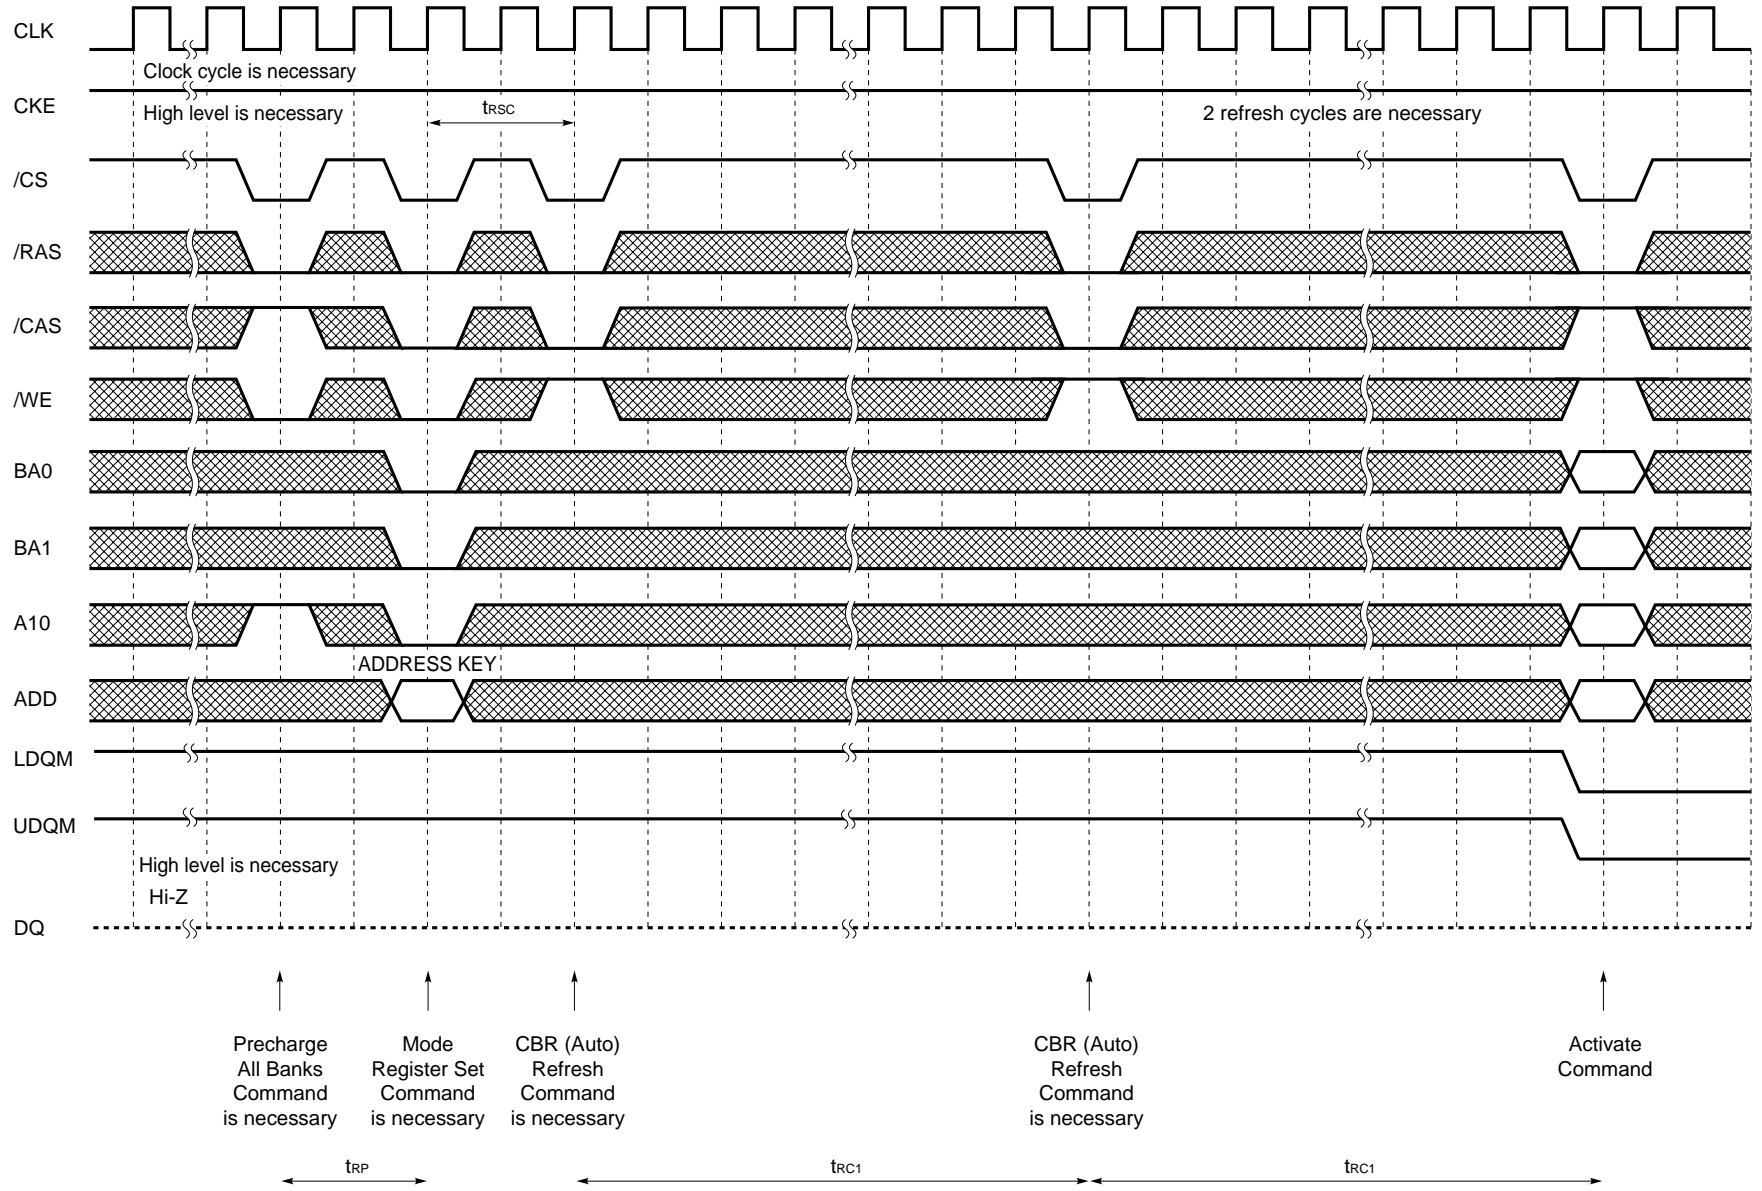 CLK
Clock cycle is necessary
CKE
High level is necessary
tRSC
2 refresh cycles are necessary
/CS
/RAS
/CAS
/WE
BA0
BA1
A10
ADDRESS KEY
ADD
LDQM
UDQM
High level is necessary
Hi-Z
DQ
Precharge
All Banks
Command
is necessary
Mode
Register Set
Command
is necessary
CBR (Auto)
Refresh
Command
is necessary
CBR (Auto)
Refresh
Command
is necessary
Activate
Command
tRP
tRC1
tRC1